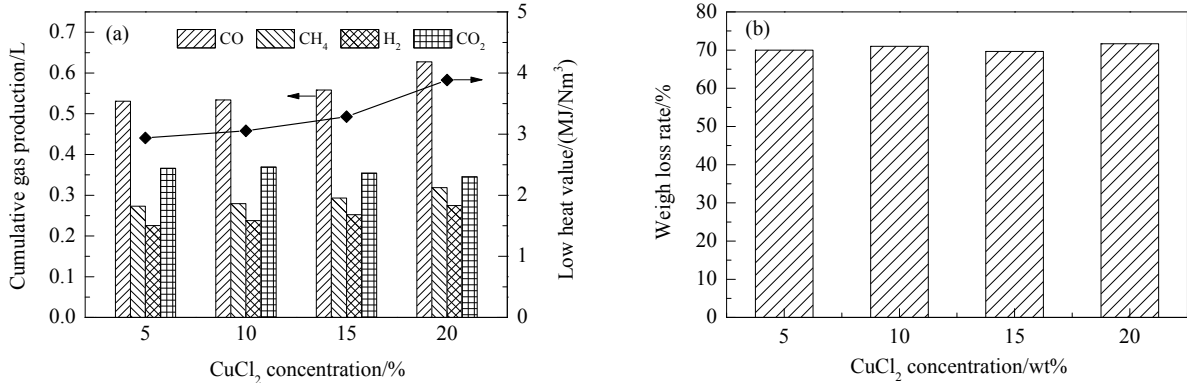 (a)
CO
CH4
H2
CO2
Cumulative gas production/L
0.7
0.6
0.5
0.4
0.3
0.2
0.1
0.0
5
4
3
2
1
0
Low heat value/(MJ/Nm³)
5 10 15 20
CuCl₂ concentration/%
(b)
Weigh loss rate/%
80
70
60
50
40
30
20
10
0
5 10 15 20
CuCl₂ concentration/wt%